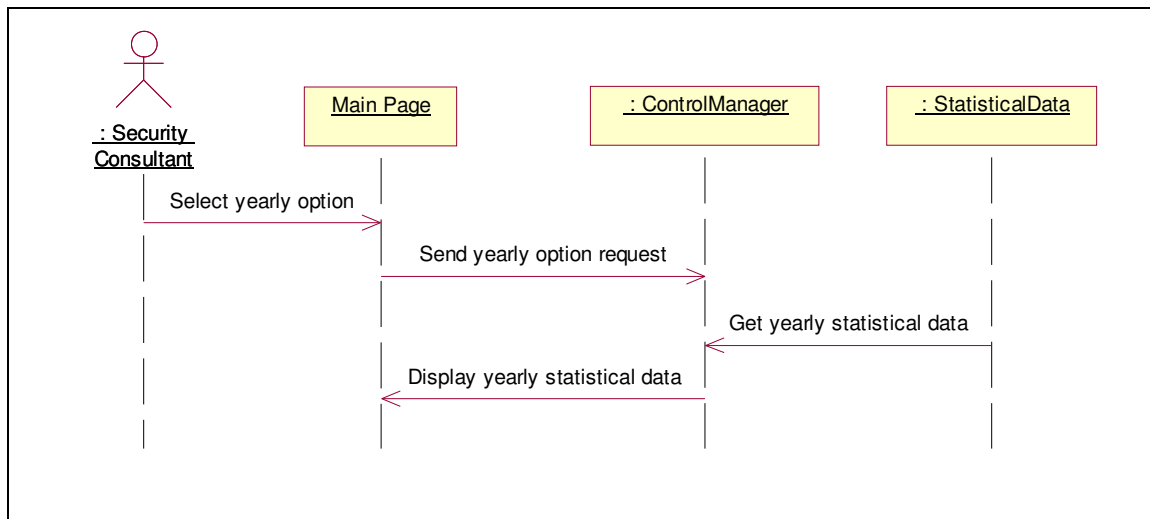 : Security
Consultant
Main Page
: ControlManager
: StatisticalData
Select yearly option
Send yearly option request
Get yearly statistical data
Display yearly statistical data